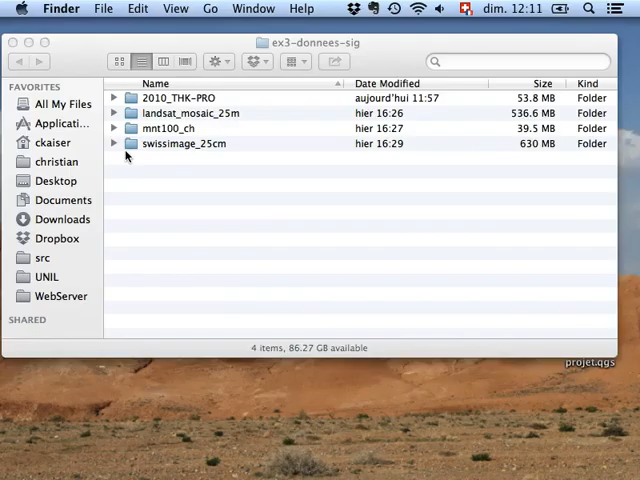 Finder File Edit View Go Window Help dim. 12:11
ex3-donnees-sig
FAVORITES
All My Files
Applicati...
ckaiser
christian
Desktop
Documents
Downloads
Dropbox
src
UNIL
WebServer
SHARED
Name Date Modified Size Kind
2010_THK-PRO aujourd'hui 11:57 53.8 MB Folder
landsat_mosaic_25m hier 16:26 536.6 MB Folder
mnt100_ch hier 16:27 39.5 MB Folder
swissimage_25cm hier 16:29 630 MB Folder
4 items, 86.27 GB available
projet.qgs